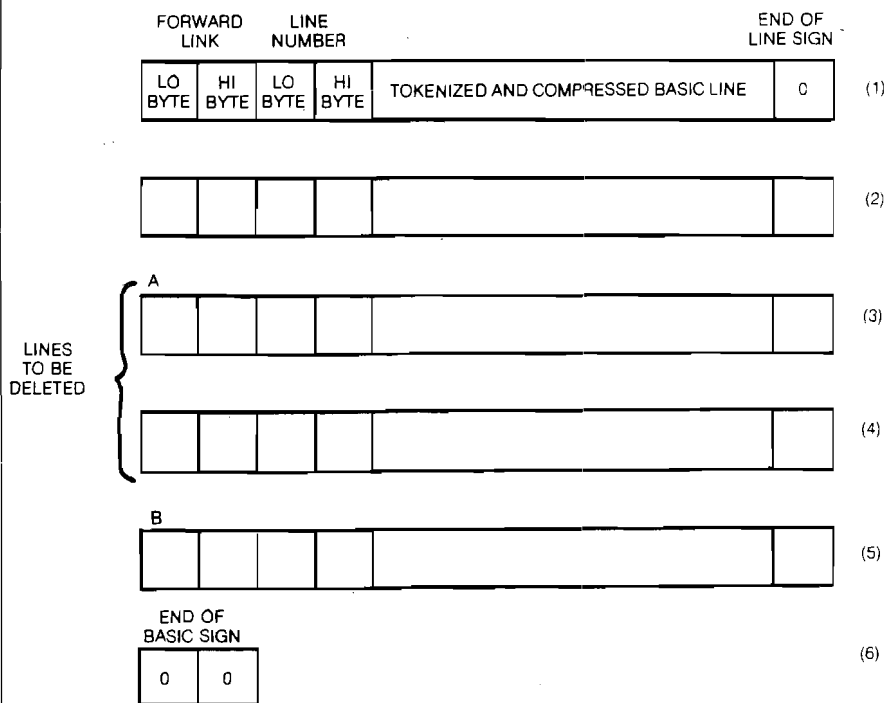 FORWARD LINK
LINE NUMBER
END OF LINE SIGN
LO BYTE
HI BYTE
LO BYTE
HI BYTE
TOKENIZED AND COMPRESSED BASIC LINE
0
(1)
(2)
A
(3)
LINES TO BE DELETED
(4)
B
(5)
END OF BASIC SIGN
0 0
(6)